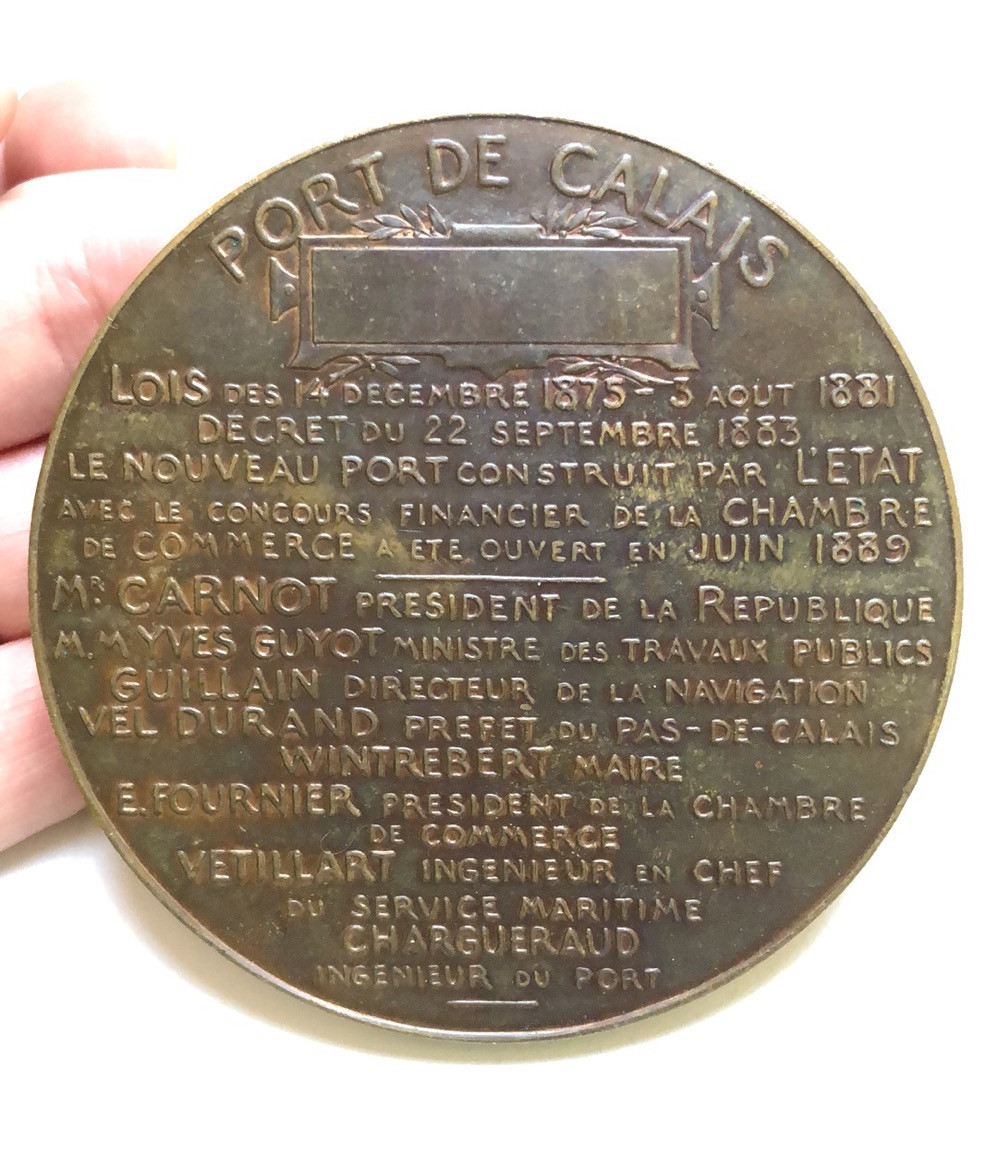 PORT DE CALAIS
LOIS DES 14 DECEMBRE 1875 - 3 AOUT 1881
DECRET DU 22 SEPTEMBRE 1883
LE NOUVEAU PORT CONSTRUIT PAR L'ETAT
AVEC LE CONCOURS FINANCIER DE LA CHAMBRE
DE COMMERCE A ETE OUVERT EN JUIN 1889
MR CARNOT PRESIDENT DE LA REPUBLIQUE
M.M YVES GUYOT MINISTRE DES TRAVAUX PUBLICS
GUILLAIN DIRECTEUR DE LA NAVIGATION
VEL DURAND PREFET DU PAS-DE-CALAIS
WINTREBERT MAIRE
E. FOURNIER PRESIDENT DE LA CHAMBRE
DE COMMERCE
VETILLART INGENIEUR EN CHEF
DU SERVICE MARITIME
CHARGUERAUD
INGENIEUR DU PORT